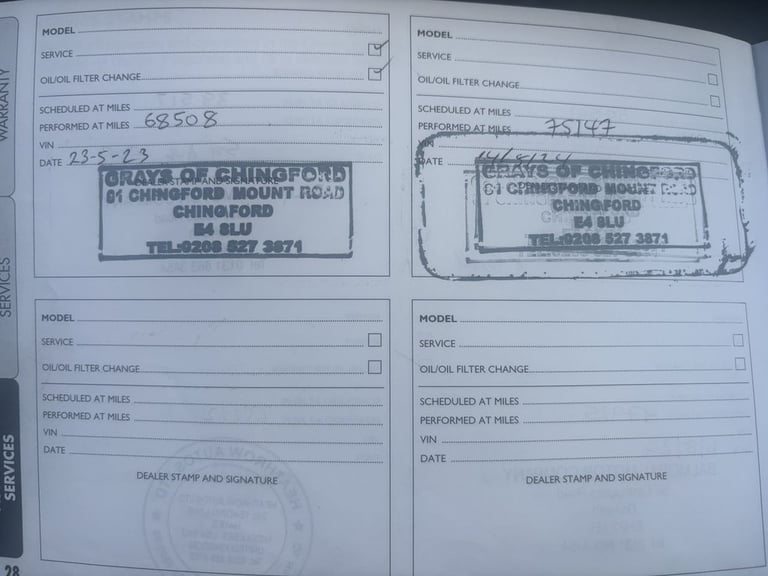 WARRANTY
SERVICES
SERVICES
28
MODEL
SERVICE
OIL/OIL FILTER CHANGE
SCHEDULED AT MILES
PERFORMED AT MILES 68508
VIN
DATE 23-5-23
DEALER STAMP AND SIGNATURE
GRAYS OF CHINGFORD
61 CHINGFORD MOUNT ROAD
CHINGFORD
E4 8LU
TEL:0208 527 3871
MODEL
SERVICE
OIL/OIL FILTER CHANGE
SCHEDULED AT MILES
PERFORMED AT MILES 75147
DATE
GRAYS OF CHINGFORD
61 CHINGFORD MOUNT ROAD
CHINGFORD
E4 8LU
TEL:0208 527 3871
MODEL
SERVICE
OIL/OIL FILTER CHANGE
SCHEDULED AT MILES
PERFORMED AT MILES
VIN
DATE
DEALER STAMP AND SIGNATURE
MODEL
SERVICE
OIL/OIL FILTER CHANGE
SCHEDULED AT MILES
PERFORMED AT MILES
VIN
DATE
DEALER STAMP AND SIGNATURE